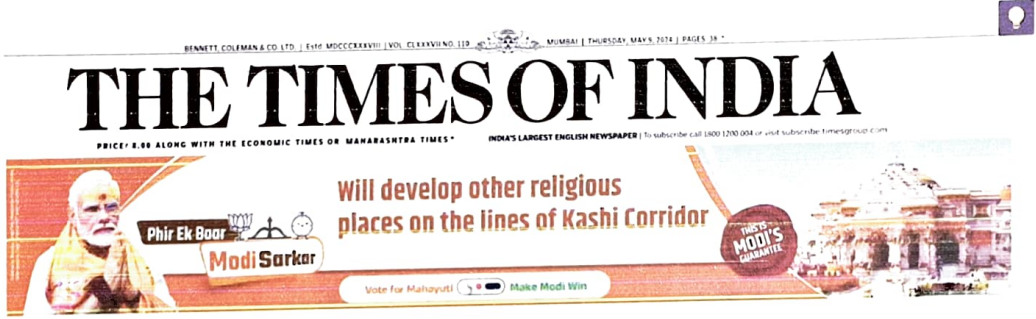 BENNETT, COLEMAN & CO. LTD. | Estd. MDCCCXXXVIII | VOL. CLXXXVII NO. 110
MUMBAI | THURSDAY, MAY 9, 2024 | PAGES 38 *
THE TIMES OF INDIA
PRICE ₹ 8.00 ALONG WITH THE ECONOMIC TIMES OR MAHARASHTRA TIMES*
INDIA'S LARGEST ENGLISH NEWSPAPER | To subscribe call 1800 1200 004 or visit subscribe.timesgroup.com
Will develop other religious
places on the lines of Kashi Corridor
Phir Ek Baar
Modi Sarkar
THIS IS
MODI'S
GUARANTEE
Vote for Mahayuti
Make Modi Win